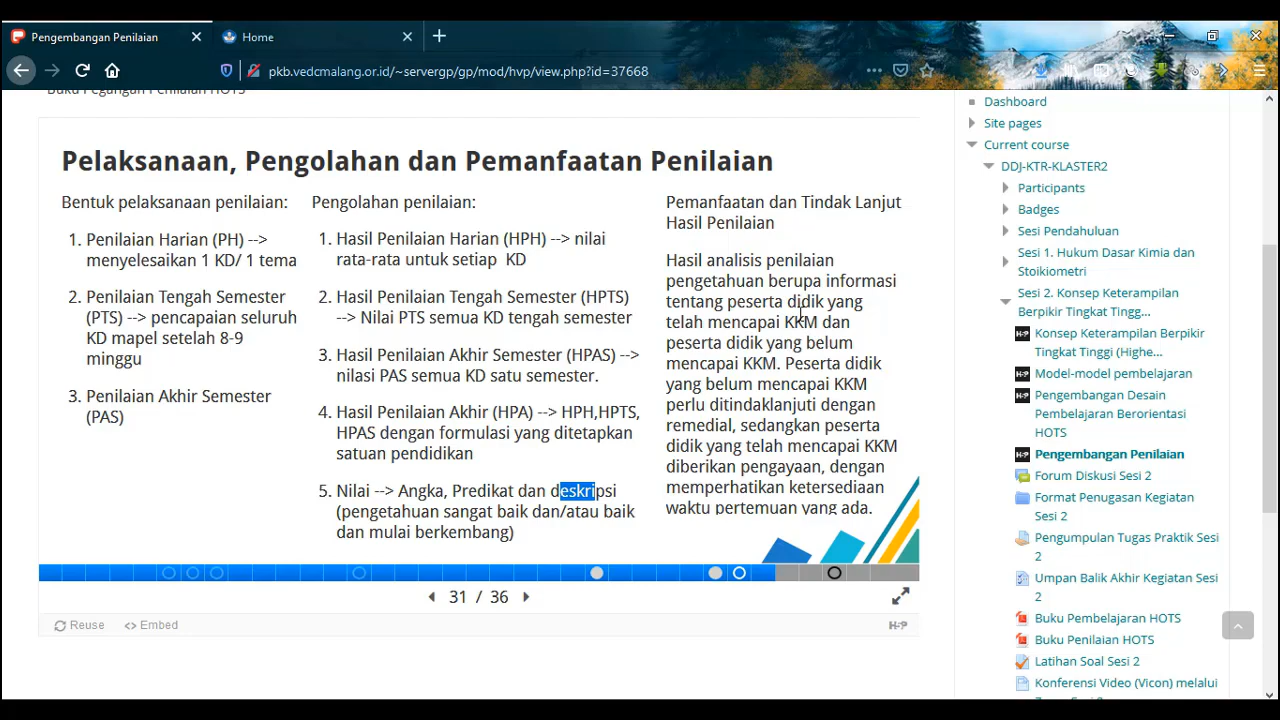 Pengembangan Penilaian
Home
pkb.vedcmalang.or.id/~servergp/gp/mod/hvp/view.php?id=37668
Buku Pegangan Penilaian HOTS
Pelaksanaan, Pengolahan dan Pemanfaatan Penilaian
Bentuk pelaksanaan penilaian:
1. Penilaian Harian (PH) -->
menyelesaikan 1 KD/ 1 tema
2. Penilaian Tengah Semester
(PTS) --> pencapaian seluruh
KD mapel setelah 8-9
minggu
3. Penilaian Akhir Semester
(PAS)
Pengolahan penilaian:
1. Hasil Penilaian Harian (HPH) --> nilai
rata-rata untuk setiap KD
2. Hasil Penilaian Tengah Semester (HPTS)
--> Nilai PTS semua KD tengah semester
3. Hasil Penilaian Akhir Semester (HPAS) -->
nilasi PAS semua KD satu semester.
4. Hasil Penilaian Akhir (HPA) --> HPH,HPTS,
HPAS dengan formulasi yang ditetapkan
satuan pendidikan
5. Nilai --> Angka, Predikat dan deskripsi
(pengetahuan sangat baik dan/atau baik
dan mulai berkembang)
Pemanfaatan dan Tindak Lanjut
Hasil Penilaian
Hasil analisis penilaian
pengetahuan berupa informasi
tentang peserta didik yang
telah mencapai KKM dan
peserta didik yang belum
mencapai KKM. Peserta didik
yang belum mencapai KKM
perlu ditindaklanjuti dengan
remedial, sedangkan peserta
didik yang telah mencapai KKM
diberikan pengayaan, dengan
memperhatikan ketersediaan
waktu pertemuan yang ada.
31 / 36
Reuse
<> Embed
H-P
Dashboard
Site pages
Current course
DDJ-KTR-KLASTER2
Participants
Badges
Sesi Pendahuluan
Sesi 1. Hukum Dasar Kimia dan
Stoikiometri
Sesi 2. Konsep Keterampilan
Berpikir Tingkat Tingg...
Konsep Keterampilan Berpikir
Tingkat Tinggi (Highe...
Model-model pembelajaran
Pengembangan Desain
Pembelajaran Berorientasi
HOTS
Pengembangan Penilaian
Forum Diskusi Sesi 2
Format Penugasan Kegiatan
Sesi 2
Pengumpulan Tugas Praktik Sesi
2
Umpan Balik Akhir Kegiatan Sesi
2
Buku Pembelajaran HOTS
Buku Penilaian HOTS
Latihan Soal Sesi 2
Konferensi Video (Vicon) melalui